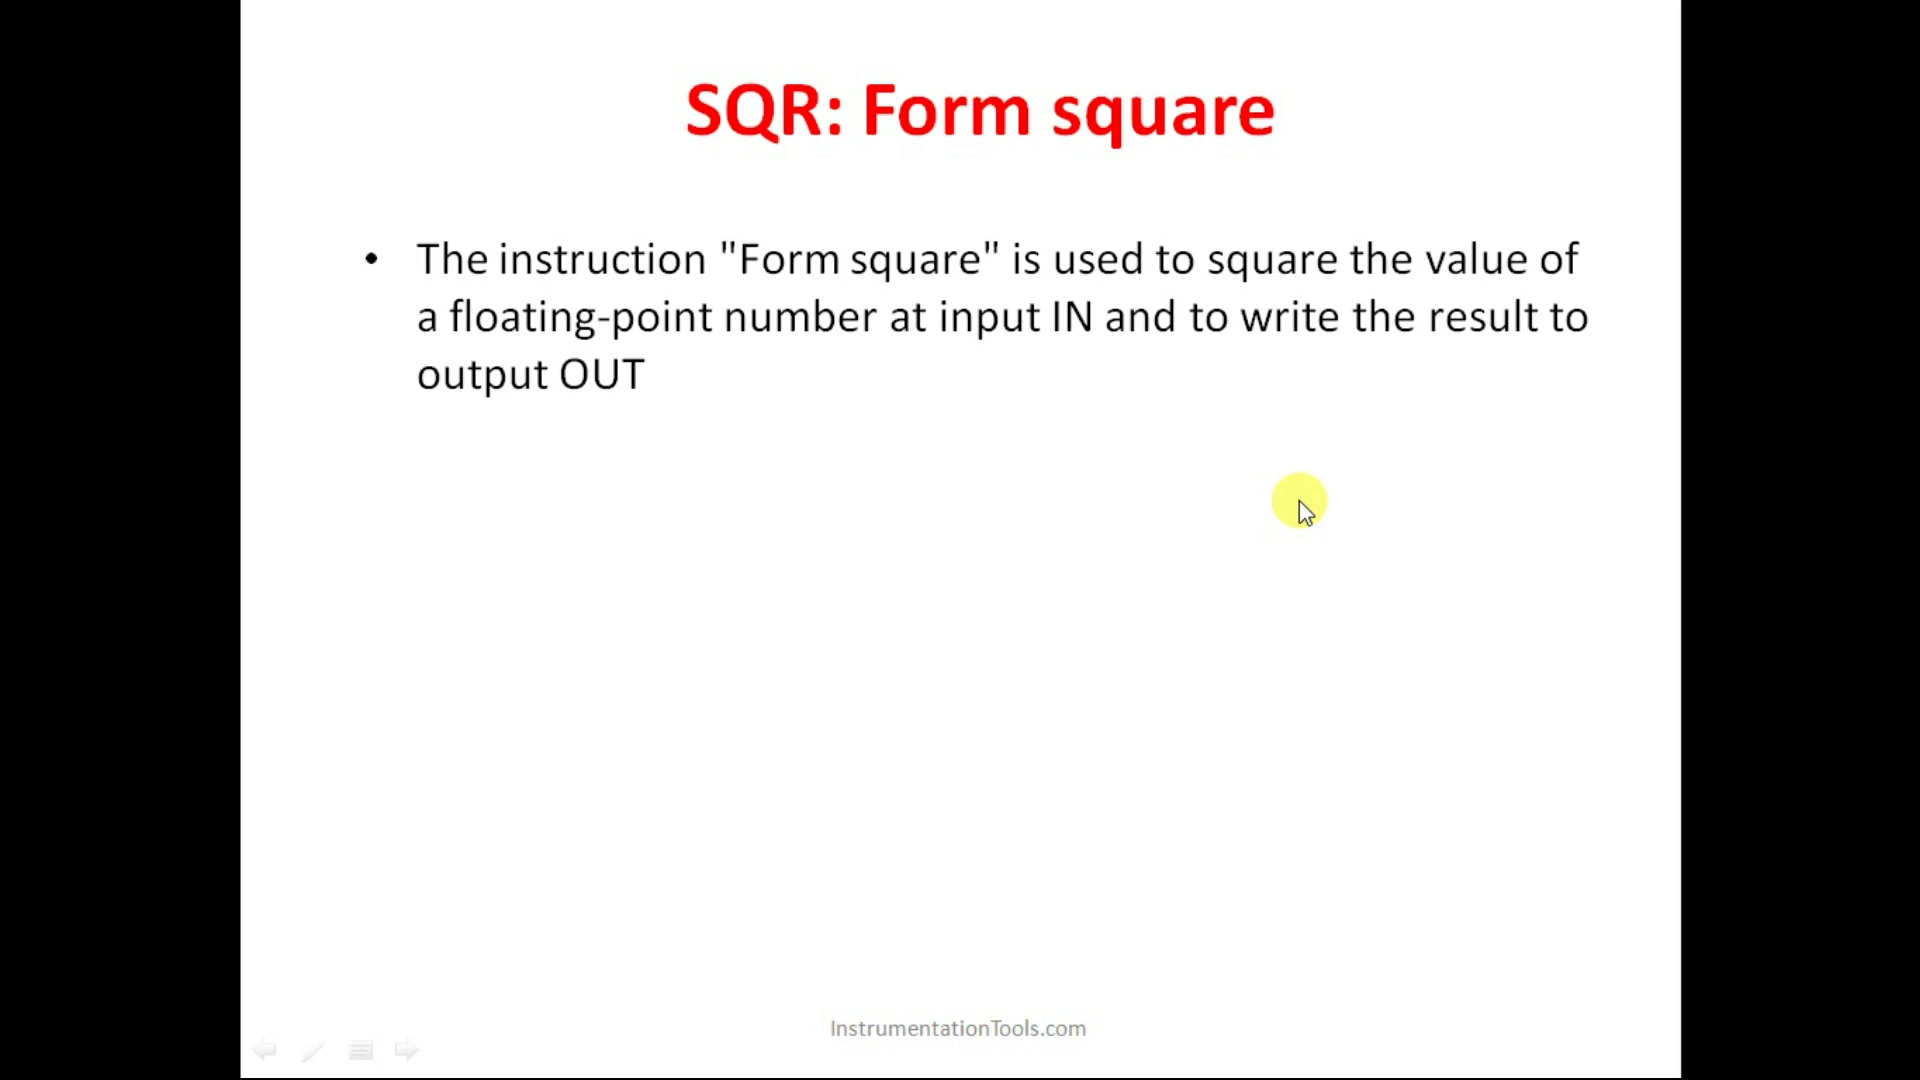 SQR: Form square
• The instruction "Form square" is used to square the value of
a floating-point number at input IN and to write the result to
output OUT
InstrumentationTools.com